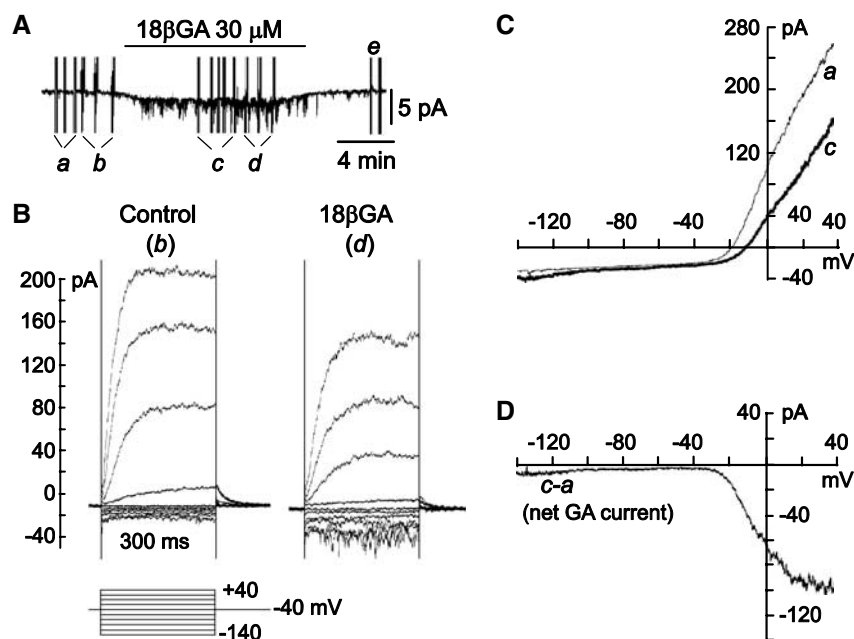 A
18βGA 30 μM
e
5 pA
4 min
a b c d
B
Control
(b)
18βGA
(d)
pA
200
160
120
80
40
0
-40
300 ms
+40
-40 mV
-140
C
280
pA
200
120
40
-40
-120 -80 -40 40
mV
a
c
D
40
pA
-120 -80 -40 40
mV
c-a
(net GA current)
-40
-120